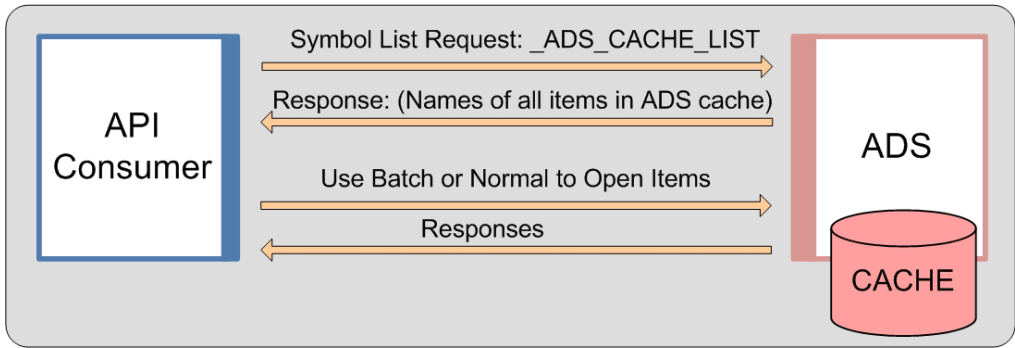 Symbol List Request: _ADS_CACHE_LIST
Response: (Names of all items in ADS cache)
API
Consumer
ADS
Use Batch or Normal to Open Items
Responses
CACHE